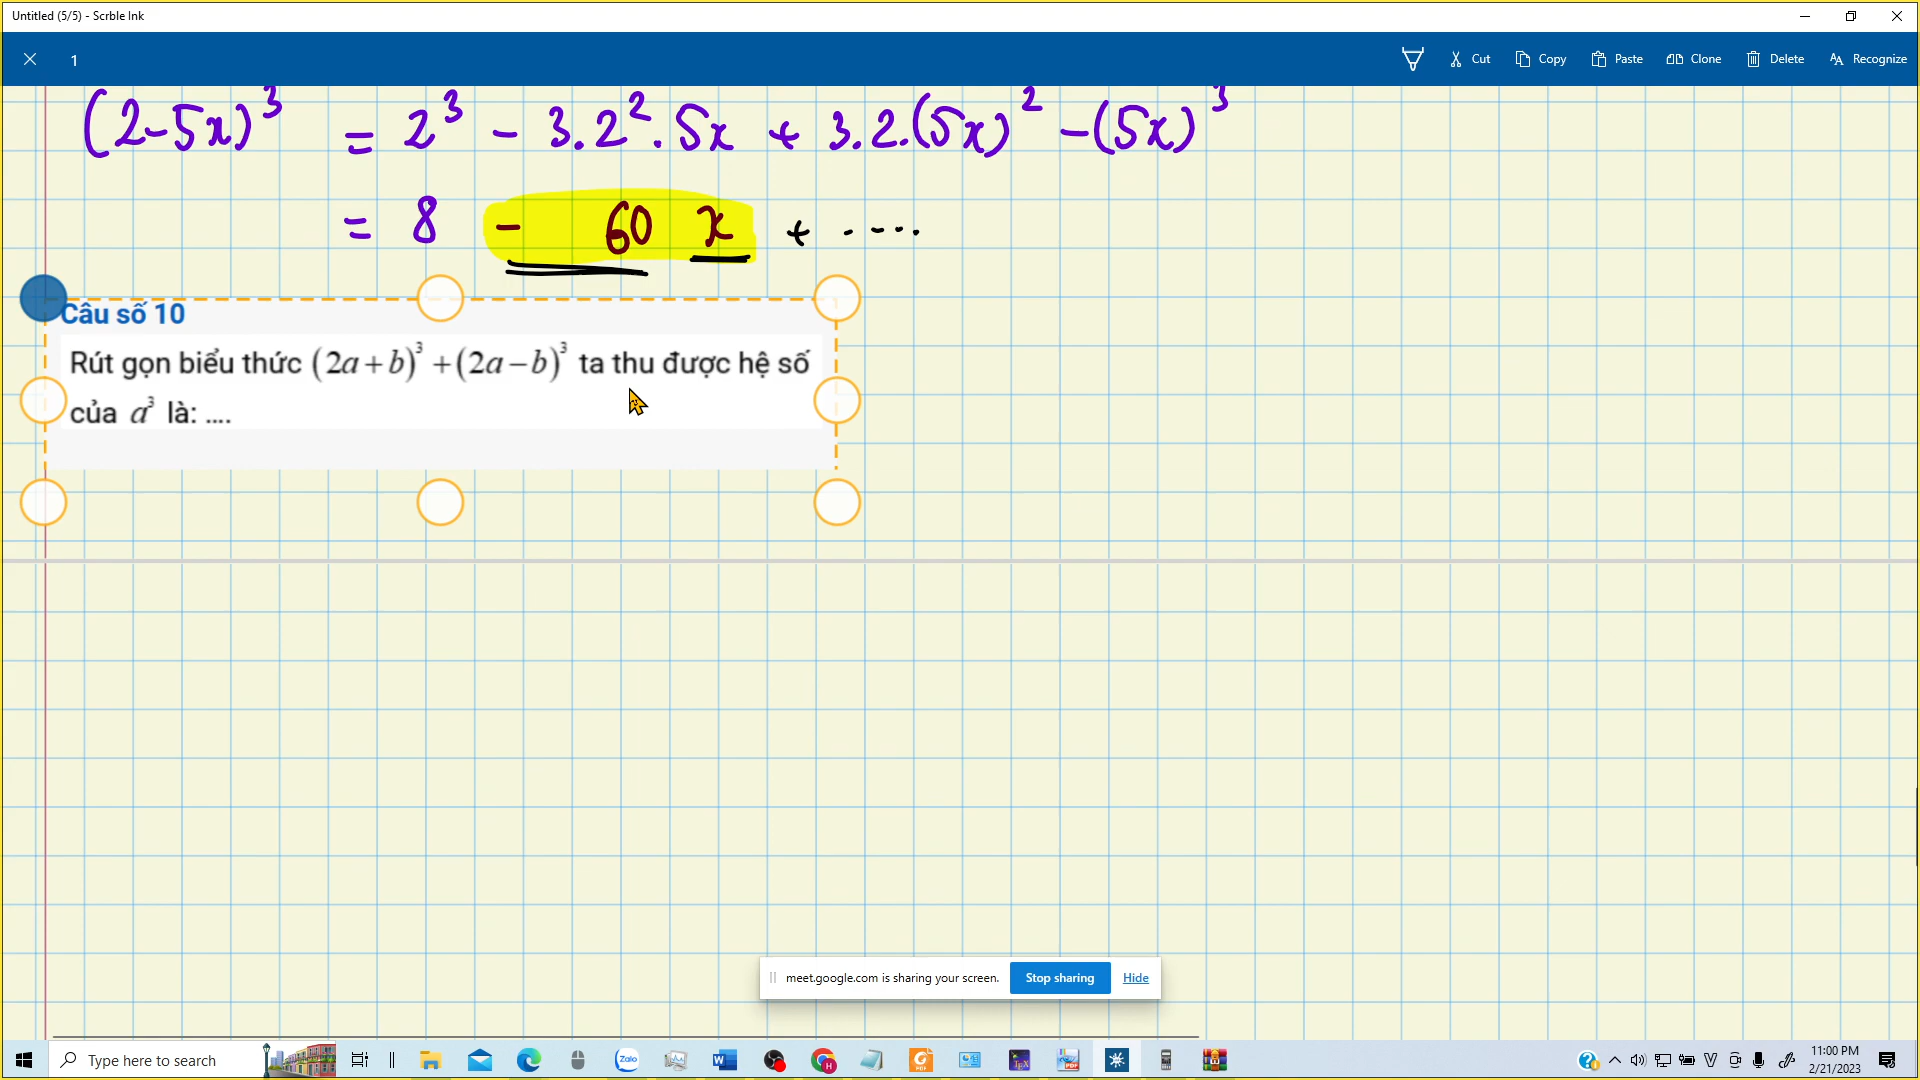 Untitled (5/5) - Scrble Ink
1
Cut
Copy
Paste
Clone
Delete
Recognize
(2-5x)³ = 2³ - 3.2².5x + 3.2.(5x)² -(5x)³
= 8 - 60 x + ....
Câu số 10
Rút gọn biểu thức (2a+b)³ +(2a−b)³ ta thu được hệ số
của a³ là: ....
meet.google.com is sharing your screen.
Stop sharing
Hide
Type here to search
Zalo
11:00 PM
2/21/2023